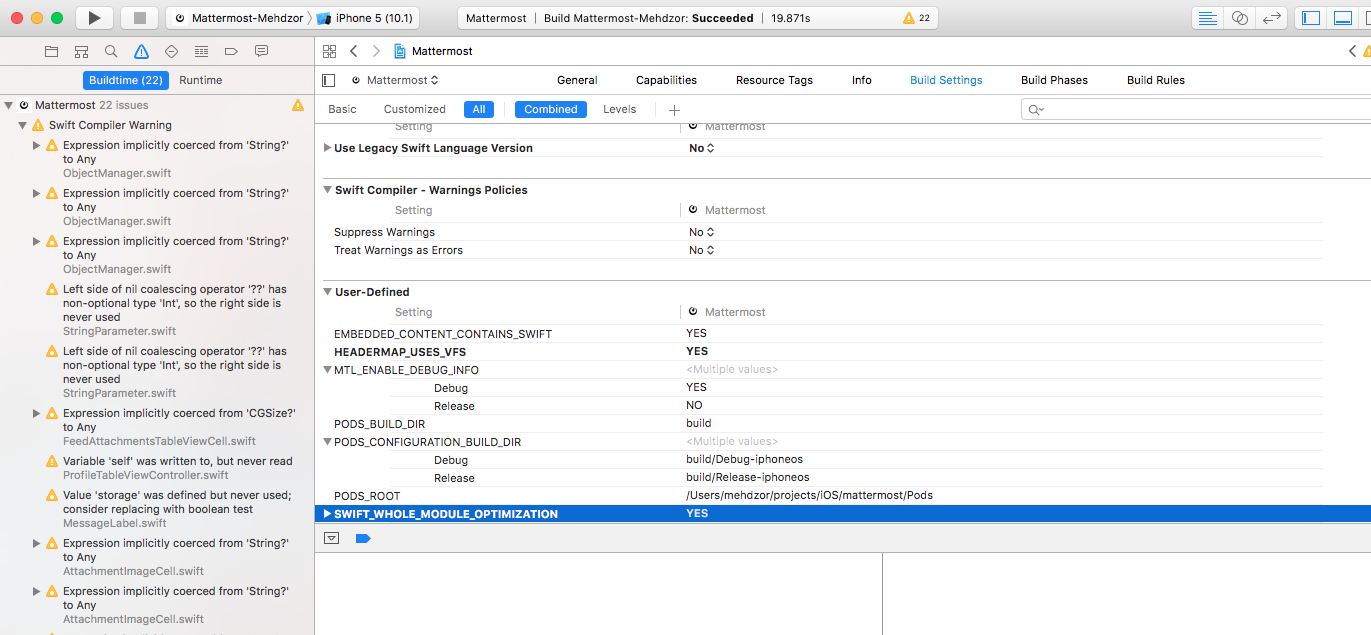 Mattermost-Mehdzor iPhone 5 (10.1)
Mattermost | Build Mattermost-Mehdzor: Succeeded | 19.871s 22
Mattermost
Buildtime (22) Runtime
Mattermost General Capabilities Resource Tags Info Build Settings Build Phases Build Rules
Basic Customized All Combined Levels
Mattermost 22 issues
Swift Compiler Warning
Expression implicitly coerced from 'String?'
to Any
ObjectManager.swift
Expression implicitly coerced from 'String?'
to Any
ObjectManager.swift
Expression implicitly coerced from 'String?'
to Any
ObjectManager.swift
Left side of nil coalescing operator '??' has
non-optional type 'Int', so the right side is
never used
StringParameter.swift
Left side of nil coalescing operator '??' has
non-optional type 'Int', so the right side is
never used
StringParameter.swift
Expression implicitly coerced from 'CGSize?'
to Any
FeedAttachmentsTableViewCell.swift
Variable 'self' was written to, but never read
ProfileTableViewController.swift
Value 'storage' was defined but never used;
consider replacing with boolean test
MessageLabel.swift
Expression implicitly coerced from 'String?'
to Any
AttachmentImageCell.swift
Expression implicitly coerced from 'String?'
to Any
AttachmentImageCell.swift
Setting Mattermost
Use Legacy Swift Language Version No
Swift Compiler - Warnings Policies
Setting Mattermost
Suppress Warnings No
Treat Warnings as Errors No
User-Defined
Setting Mattermost
EMBEDDED_CONTENT_CONTAINS_SWIFT YES
HEADERMAP_USES_VFS YES
MTL_ENABLE_DEBUG_INFO <Multiple values>
Debug YES
Release NO
PODS_BUILD_DIR build
PODS_CONFIGURATION_BUILD_DIR <Multiple values>
Debug build/Debug-iphoneos
Release build/Release-iphoneos
PODS_ROOT /Users/mehdzor/projects/iOS/mattermost/Pods
SWIFT_WHOLE_MODULE_OPTIMIZATION YES